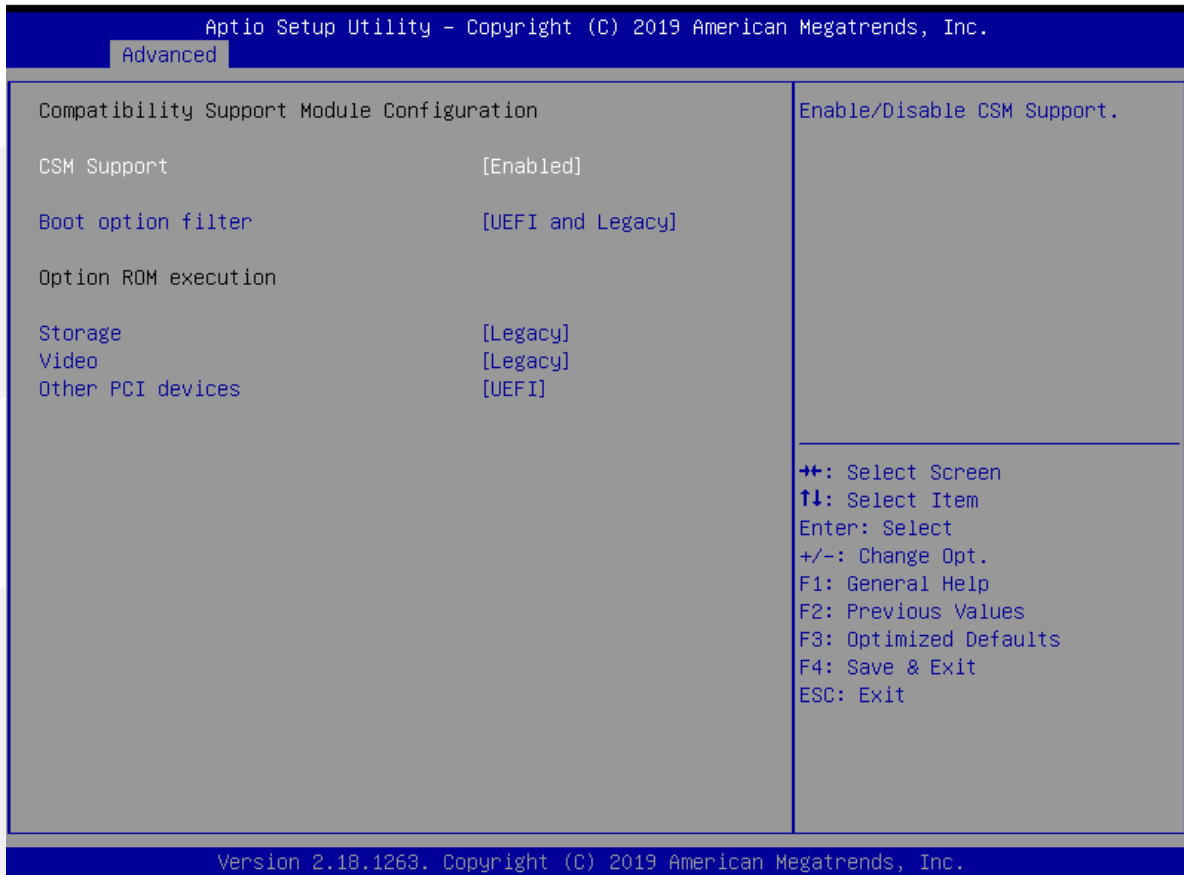 Aptio Setup Utility – Copyright (C) 2019 American Megatrends, Inc.
Advanced
Compatibility Support Module Configuration
CSM Support [Enabled]
Boot option filter [UEFI and Legacy]
Option ROM execution
Storage [Legacy]
Video [Legacy]
Other PCI devices [UEFI]
Enable/Disable CSM Support.
→←: Select Screen
↑↓: Select Item
Enter: Select
+/-: Change Opt.
F1: General Help
F2: Previous Values
F3: Optimized Defaults
F4: Save & Exit
ESC: Exit
Version 2.18.1263. Copyright (C) 2019 American Megatrends, Inc.